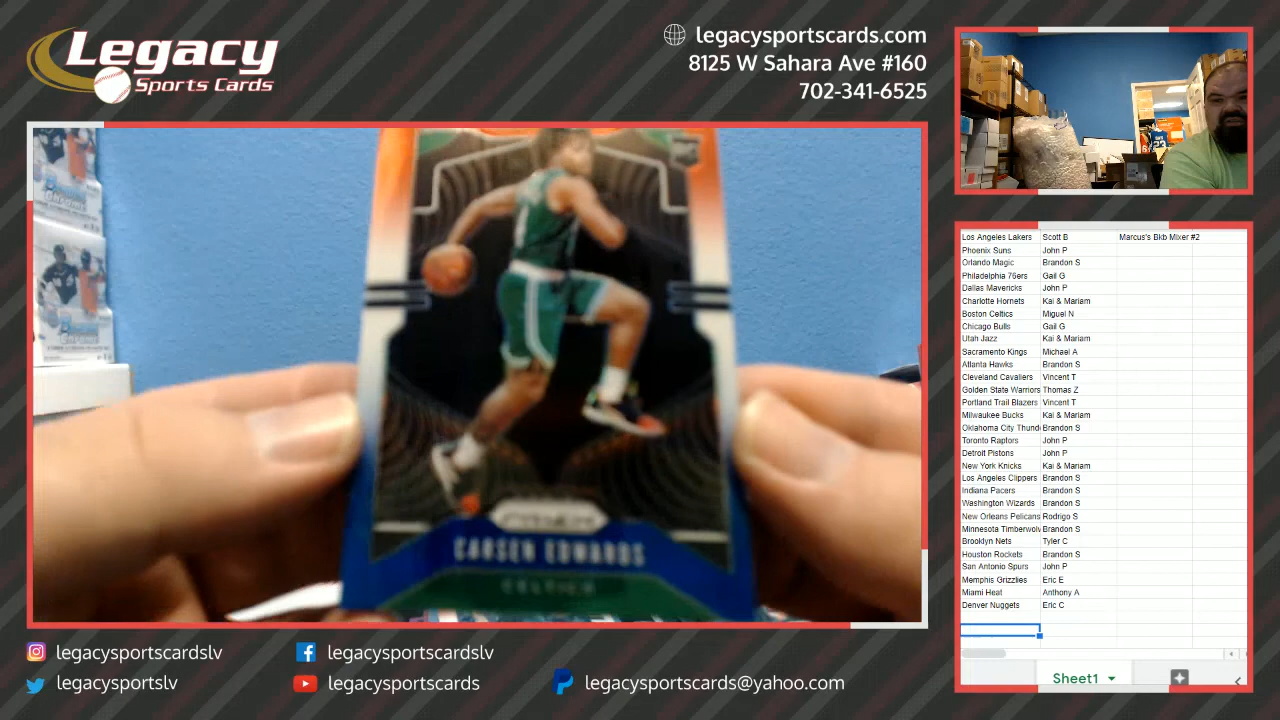 Legacy
Sports Cards
legacysportscards.com
8125 W Sahara Ave #160
702-341-6525
CARSEN EDWARDS
CELTICS
Los Angeles Lakers Scott B Marcus's Bkb Mixer #2
Phoenix Suns John P
Orlando Magic Brandon S
Philadelphia 76ers Gail G
Dallas Mavericks John P
Charlotte Hornets Kai & Mariam
Boston Celtics Miguel N
Chicago Bulls Gail G
Utah Jazz Kai & Mariam
Sacramento Kings Michael A
Atlanta Hawks Brandon S
Cleveland Cavaliers Vincent T
Golden State Warriors Thomas Z
Portland Trail Blazers Vincent T
Milwaukee Bucks Kai & Mariam
Oklahoma City Thund Brandon S
Toronto Raptors John P
Detroit Pistons John P
New York Knicks Kai & Mariam
Los Angeles Clippers Brandon S
Indiana Pacers Brandon S
Washington Wizards Brandon S
New Orleans Pelicans Rodrigo S
Minnesota Timberwolv Brandon S
Brooklyn Nets Tyler C
Houston Rockets Brandon S
San Antonio Spurs John P
Memphis Grizzlies Eric E
Miami Heat Anthony A
Denver Nuggets Eric C
Sheet1
legacysportscardslv
legacysportscardslv
legacysportslv
legacysportscards
legacysportscards@yahoo.com